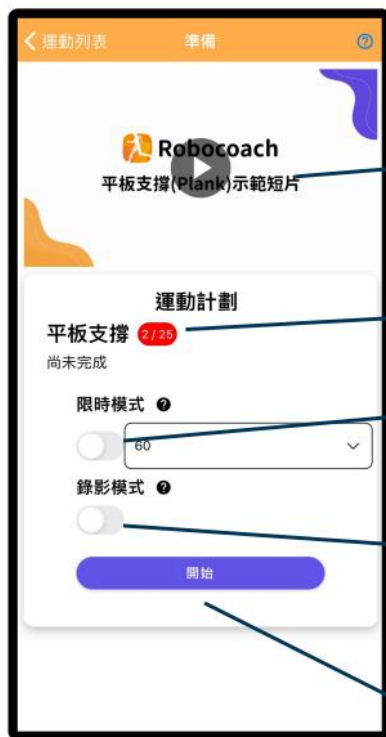 運動列表
準備
Robocoach
平板支撐(Plank)示範短片
運動計劃
平板支撐 2/25
尚未完成
限時模式
60
錄影模式
開始